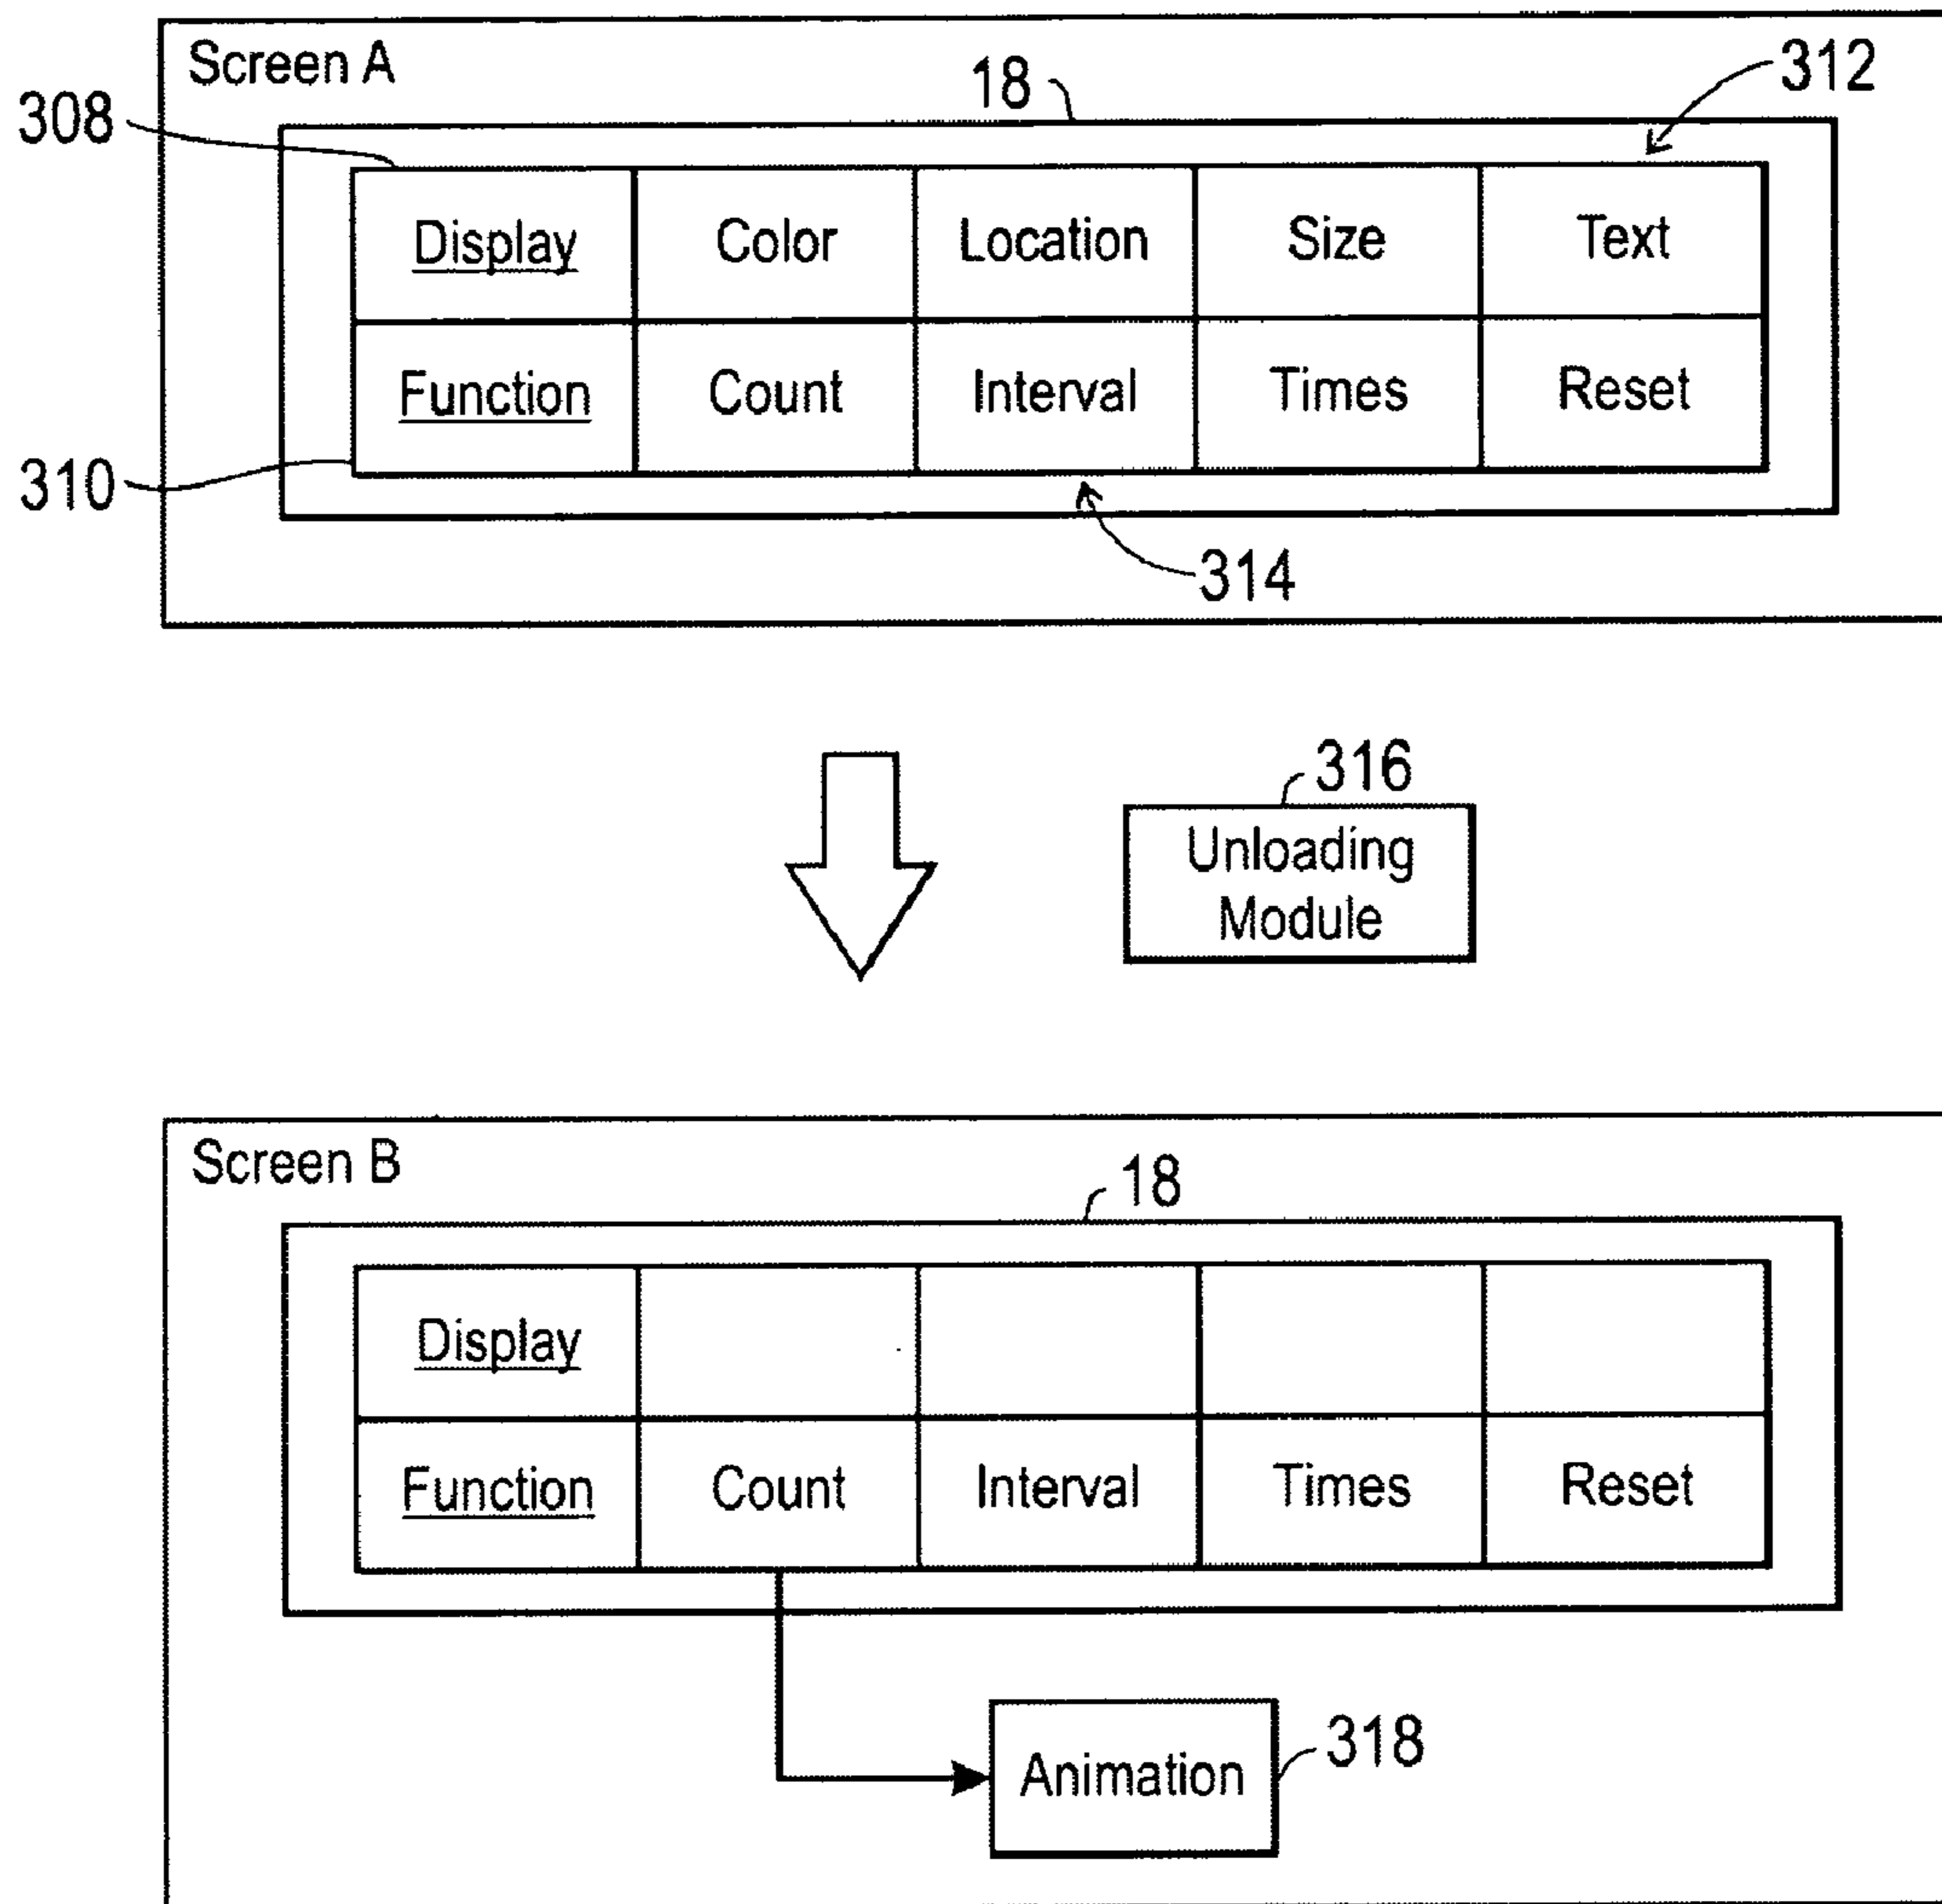 Screen A
18
312
308
Display Color Location Size Text
Function Count Interval Times Reset
310
314
316
Unloading
Module
Screen B
18
Display
Function Count Interval Times Reset
Animation
318